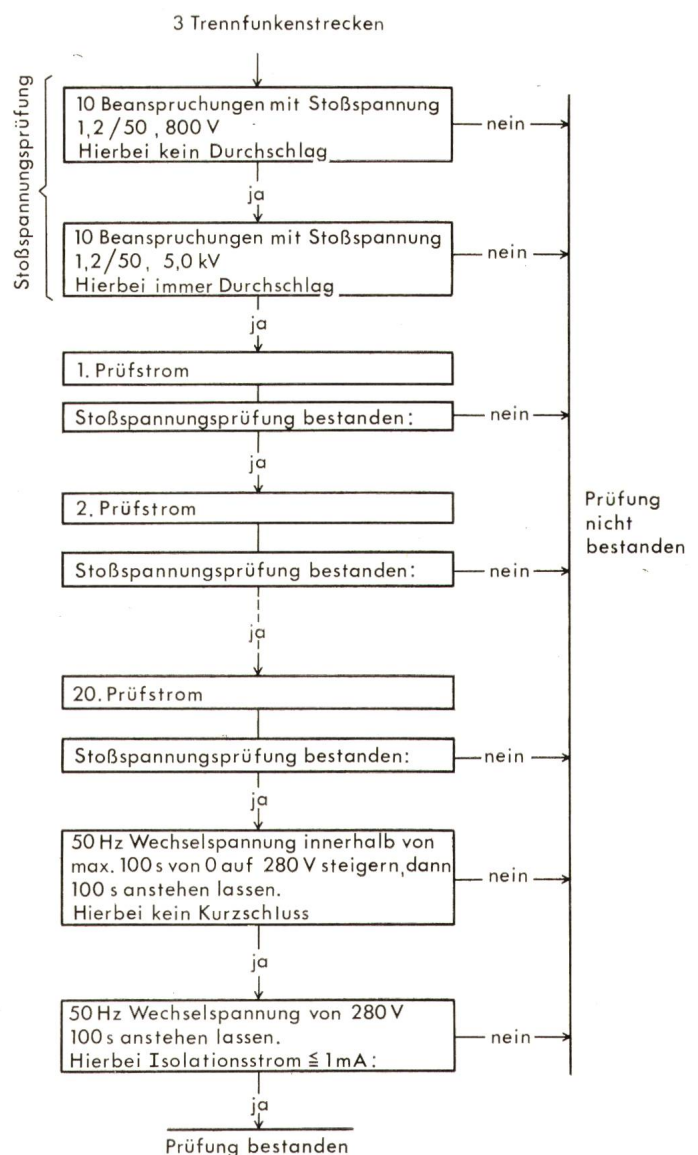 3 Trennfunkenstrecken
Stoßspannungsprüfung
10 Beanspruchungen mit Stoßspannung
1,2/50 , 800 V
Hierbei kein Durchschlag
nein
ja
10 Beanspruchungen mit Stoßspannung
1,2/50, 5,0 kV
Hierbei immer Durchschlag
nein
ja
1. Prüfstrom
Stoßspannungsprüfung bestanden:
nein
ja
2. Prüfstrom
Stoßspannungsprüfung bestanden:
nein
ja
Prüfung
nicht
bestanden
20. Prüfstrom
Stoßspannungsprüfung bestanden:
nein
ja
50 Hz Wechselspannung innerhalb von
max. 100 s von 0 auf 280 V steigern, dann
100 s anstehen lassen.
Hierbei kein Kurzschluss
nein
ja
50 Hz Wechselspannung von 280 V
100 s anstehen lassen.
Hierbei Isolationsstrom ≦ 1 mA:
nein
ja
Prüfung bestanden